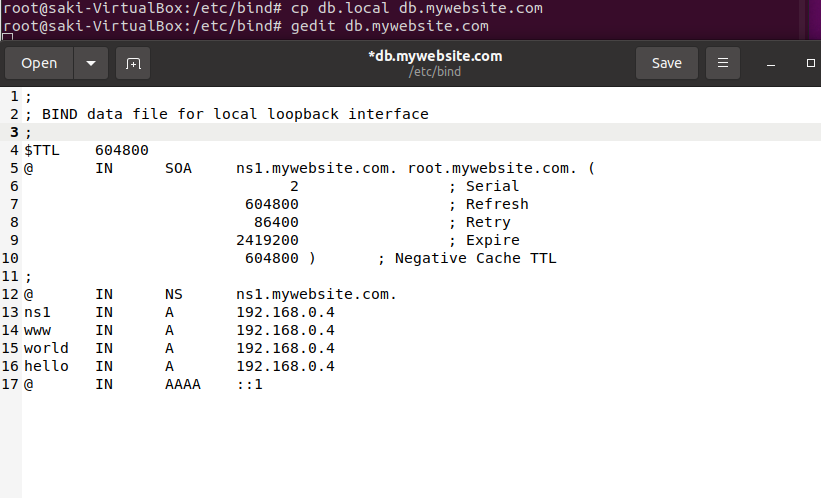 root@saki-VirtualBox:/etc/bind# cp db.local db.mywebsite.com
root@saki-VirtualBox:/etc/bind# gedit db.mywebsite.com
Open
*db.mywebsite.com
/etc/bind
Save
1 ;
2 ; BIND data file for local loopback interface
3 ;
4 $TTL    604800
5 @       IN      SOA     ns1.mywebsite.com. root.mywebsite.com. (
6                               2                 ; Serial
7                          604800                 ; Refresh
8                           86400                 ; Retry
9                         2419200                 ; Expire
10                         604800 )       ; Negative Cache TTL
11 ;
12 @       IN      NS      ns1.mywebsite.com.
13 ns1     IN      A       192.168.0.4
14 www     IN      A       192.168.0.4
15 world   IN      A       192.168.0.4
16 hello   IN      A       192.168.0.4
17 @       IN      AAAA    ::1